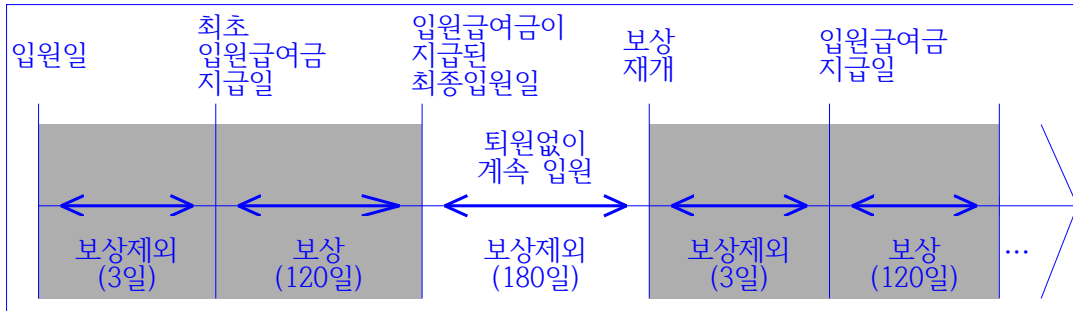 입원일
최초
입원급여금
지급일
입원급여금이
지급된
최종입원일
보상
재개
입원급여금
지급일
퇴원없이
계속 입원
보상제외
(3일)
보상
(120일)
보상제외
(180일)
보상제외
(3일)
보상
(120일)
...